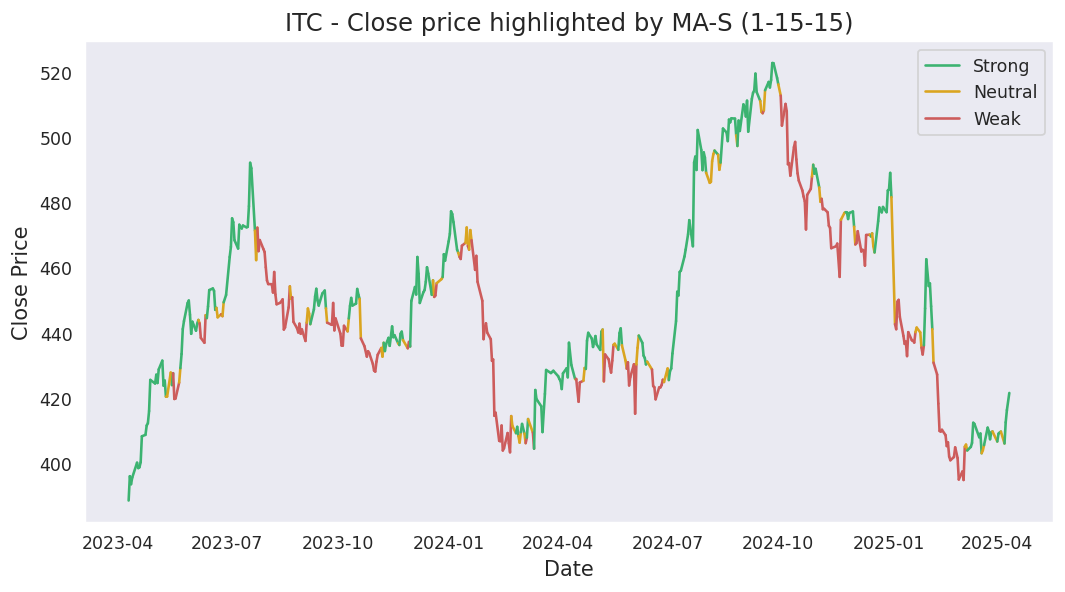 ITC - Close price highlighted by MA-S (1-15-15)
Strong
Neutral
Weak
Close Price
520
500
480
460
440
420
400
2023-04 2023-07 2023-10 2024-01 2024-04 2024-07 2024-10 2025-01 2025-04
Date